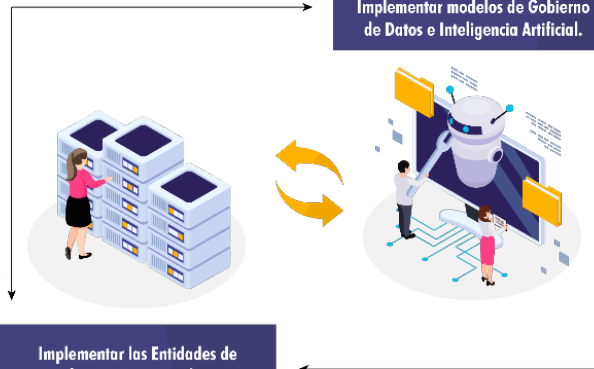 Implementar modelos de Gobierno
de Datos e Inteligencia Artificial.
Implementar las Entidades de